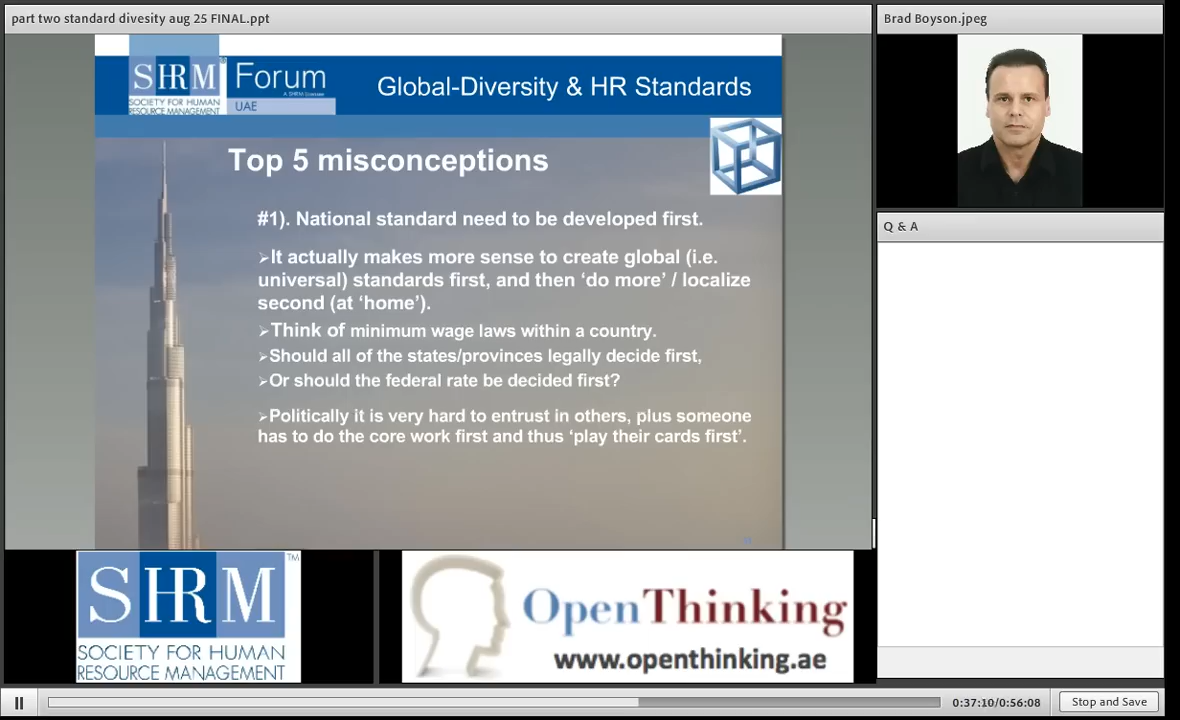 part two standard divesity aug 25 FINAL.ppt
Brad Boyson.jpeg
SHRM
®
Forum
SOCIETY FOR HUMAN
RESOURCE MANAGEMENT
UAE
Global-Diversity & HR Standards
Top 5 misconceptions
#1). National standard need to be developed first.
➢It actually makes more sense to create global (i.e.
universal) standards first, and then ‘do more’ / localize
second (at ‘home’).
➢Think of minimum wage laws within a country.
➢Should all of the states/provinces legally decide first,
➢Or should the federal rate be decided first?
➢Politically it is very hard to entrust in others, plus someone
has to do the core work first and thus ‘play their cards first’.
Q & A
SHRM
TM
SOCIETY FOR HUMAN
RESOURCE MANAGEMENT
OpenThinking
www.openthinking.ae
0:37:10/0:56:08
Stop and Save